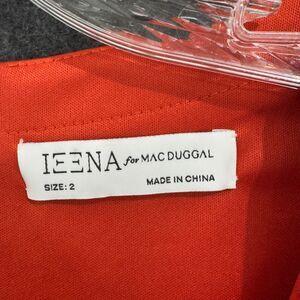 IEENA for MAC DUGGAL
SIZE: 2
MADE IN CHINA